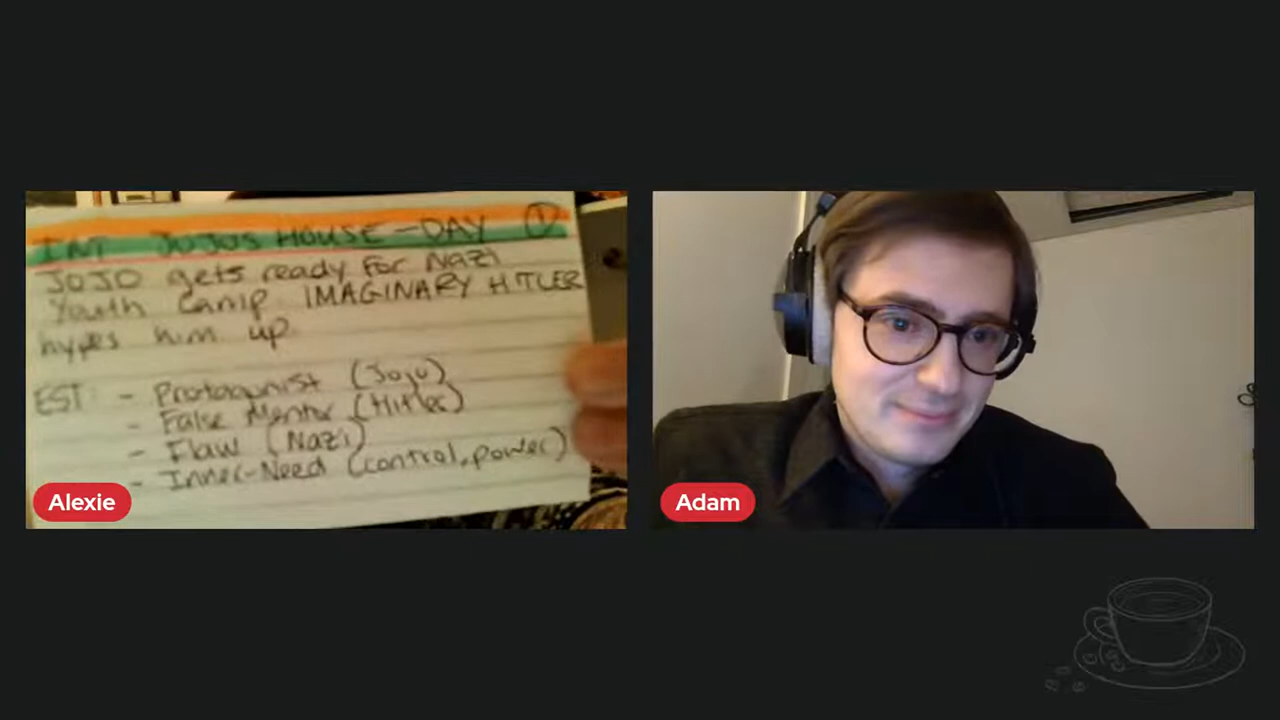 INT JOJOS HOUSE - DAY ①
JOJO gets ready For Nazi
Youth Camp IMAGINARY HITLER
hypes him up
EST: - Protagonist (Jojo)
- False Mentor (Hitler)
- Flaw (Nazi)
- Inner-Need (control, power)
Alexie
Adam